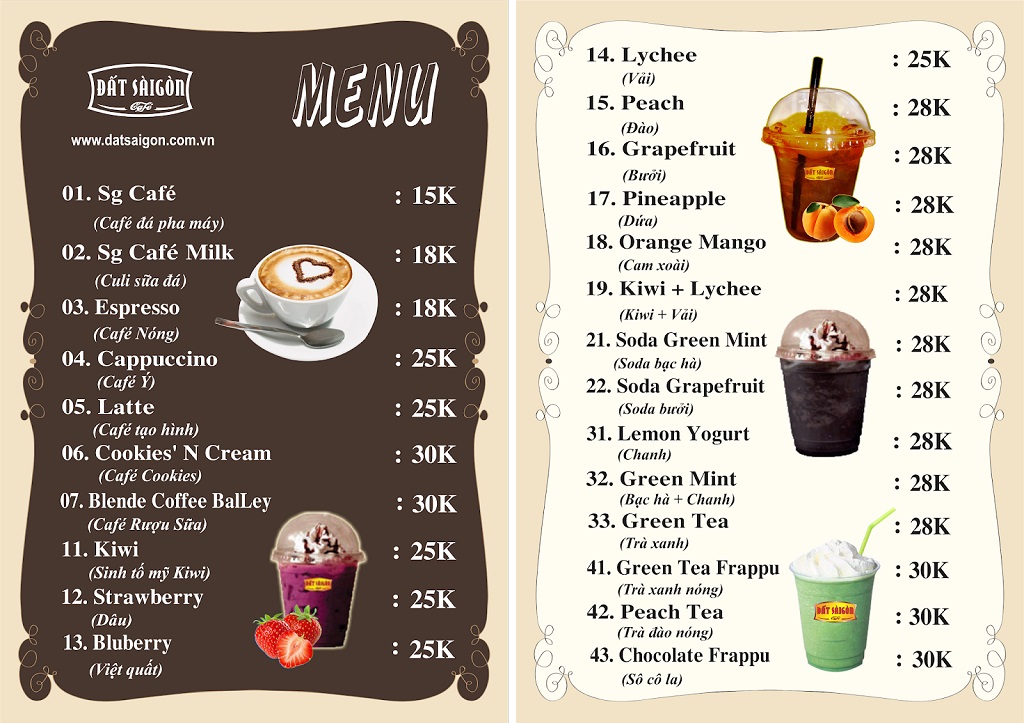 ĐẤT SÀIGÒN
Café
MENU
www.datsaigon.com.vn
01. Sg Café : 15K
(Café đá pha máy)
02. Sg Café Milk : 18K
(Culi sữa đá)
03. Espresso : 18K
(Café Nóng)
04. Cappuccino : 25K
(Café Ý)
05. Latte : 25K
(Café tạo hình)
06. Cookies' N Cream : 30K
(Café Cookies)
07. Blende Coffee BalLey : 30K
(Café Rượu Sữa)
11. Kiwi : 25K
(Sinh tố mỹ Kiwi)
12. Strawberry : 25K
(Dâu)
13. Bluberry : 25K
(Việt quất)
ĐẤT SÀIGÒN
14. Lychee : 25K
(Vải)
15. Peach : 28K
(Đào)
16. Grapefruit : 28K
(Bưởi)
17. Pineapple : 28K
(Dứa)
18. Orange Mango : 28K
(Cam xoài)
19. Kiwi + Lychee : 28K
(Kiwi + Vải)
21. Soda Green Mint : 28K
(Soda bạc hà)
22. Soda Grapefruit : 28K
(Soda bưởi)
31. Lemon Yogurt : 28K
(Chanh)
32. Green Mint : 28K
(Bạc hà + Chanh)
33. Green Tea : 28K
(Trà xanh)
41. Green Tea Frappu : 30K
(Trà xanh nóng)
42. Peach Tea : 30K
(Trà đào nóng)
43. Chocolate Frappu : 30K
(Sô cô la)
ĐẤT SÀIGÒN
ĐẤT SÀIGÒN